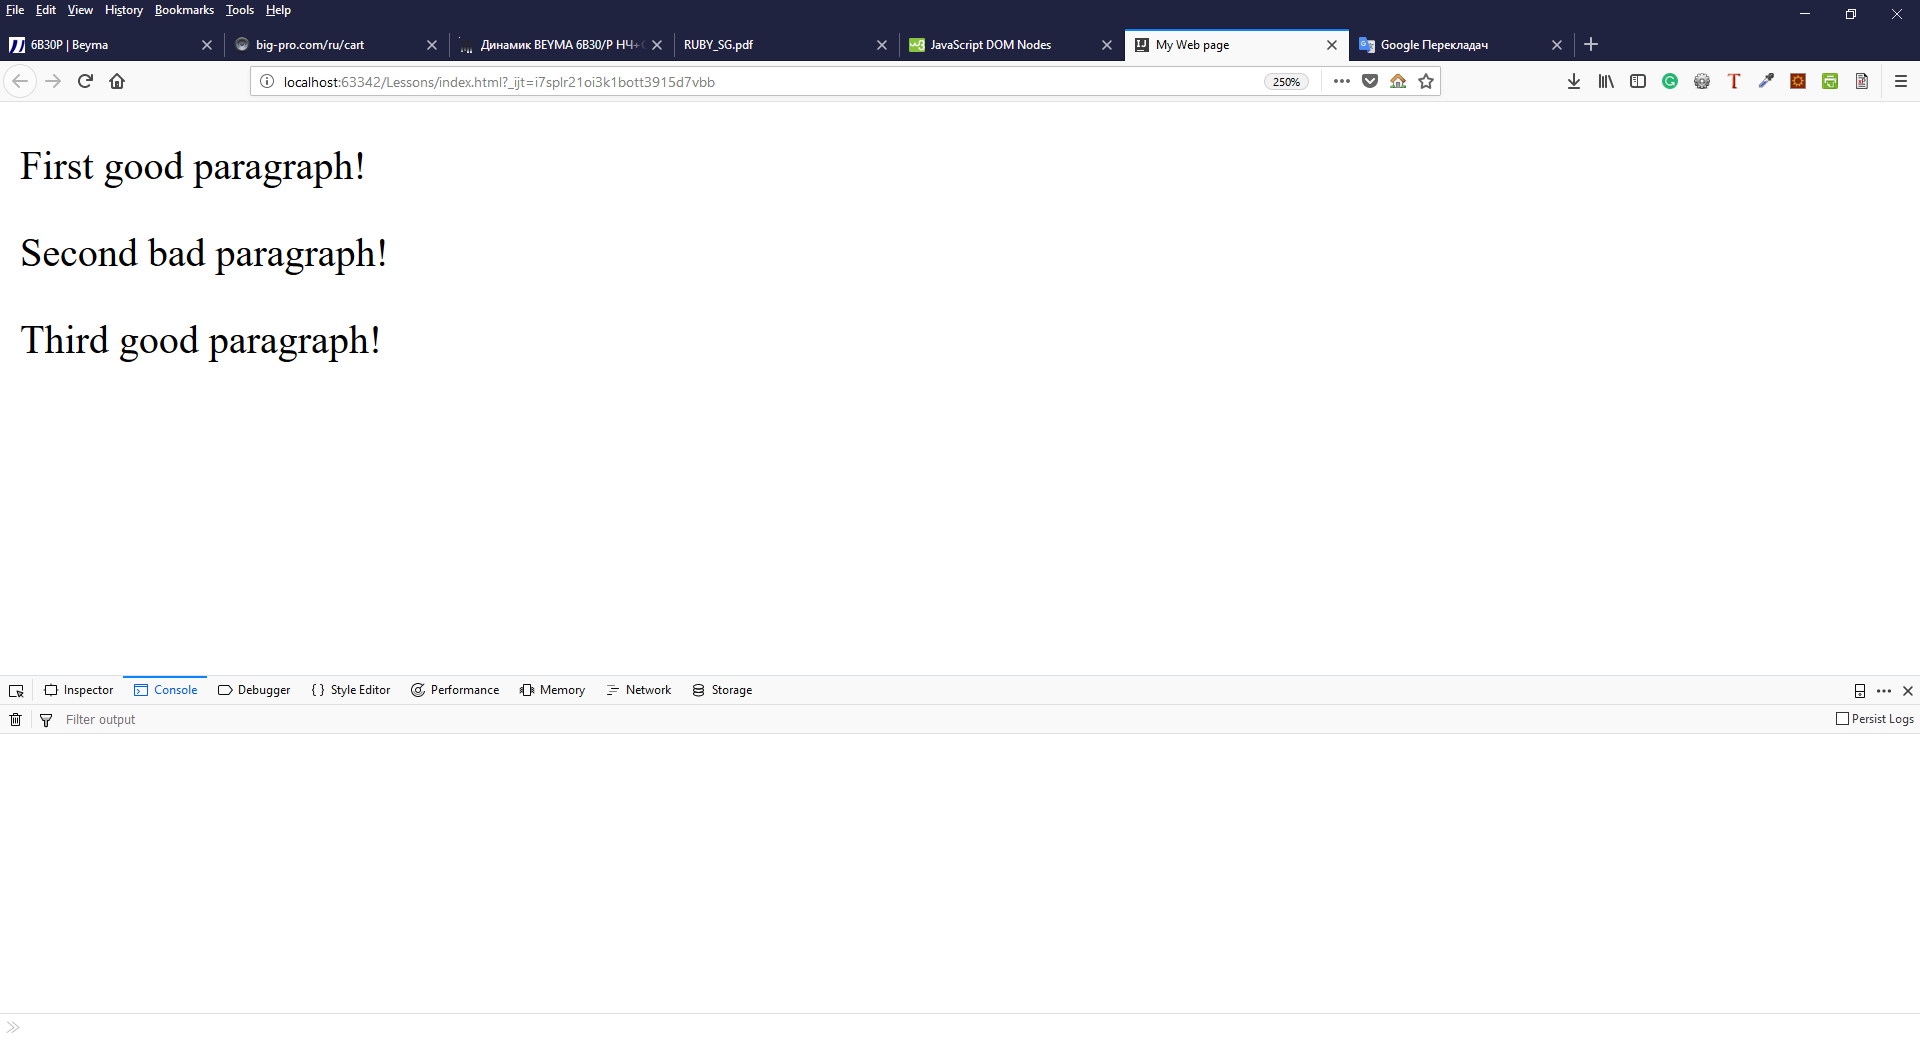 File Edit View History Bookmarks Tools Help
6B30P | Beyma
big-pro.com/ru/cart
Динамик BEYMA 6B30/P НЧ+
RUBY_SG.pdf
JavaScript DOM Nodes
My Web page
Google Перекладач
localhost:63342/Lessons/index.html?_ijt=i7splr21oi3k1bott3915d7vbb
250%
First good paragraph!
Second bad paragraph!
Third good paragraph!
Inspector Console Debugger Style Editor Performance Memory Network Storage
Filter output
Persist Logs